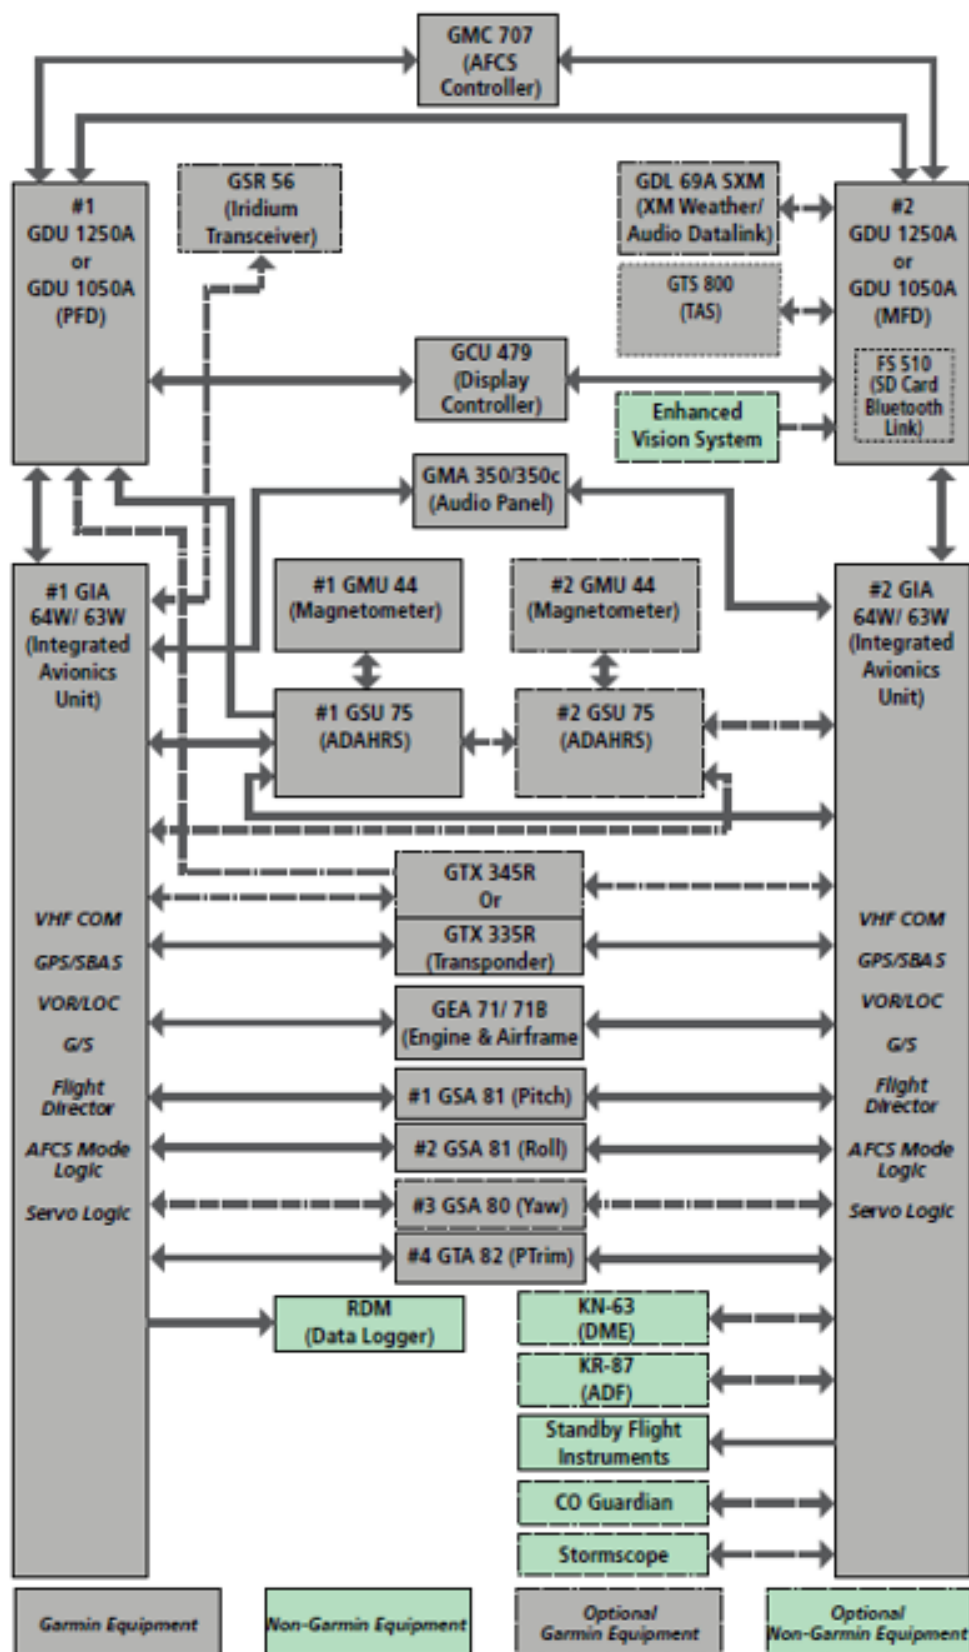 GMC 707
(AFCS
Controller)
#1
GDU 1250A
or
GDU 1050A
(PFD)
GSR 56
(Iridium
Transceiver)
GDL 69A SXM
(XM Weather/
Audio Datalink)
#2
GDU 1250A
or
GDU 1050A
(MFD)
GTS 800
(TAS)
FS 510
(SD Card
Bluetooth
Link)
GCU 479
(Display
Controller)
Enhanced
Vision System
GMA 350/350c
(Audio Panel)
#1 GIA
64W/ 63W
(Integrated
Avionics
Unit)
#1 GMU 44
(Magnetometer)
#2 GMU 44
(Magnetometer)
#2 GIA
64W/ 63W
(Integrated
Avionics
Unit)
#1 GSU 75
(ADAHRS)
#2 GSU 75
(ADAHRS)
GTX 345R
Or
GTX 335R
(Transponder)
VHF COM
GPS/SBAS
VOR/LOC
G/S
Flight
Director
AFCS Mode
Logic
Servo Logic
VHF COM
GPS/SBAS
VOR/LOC
G/S
Flight
Director
AFCS Mode
Logic
Servo Logic
GEA 71/ 71B
(Engine & Airframe
#1 GSA 81 (Pitch)
#2 GSA 81 (Roll)
#3 GSA 80 (Yaw)
#4 GTA 82 (PTrim)
RDM
(Data Logger)
KN-63
(DME)
KR-87
(ADF)
Standby Flight
Instruments
CO Guardian
Stormscope
Garmin Equipment
Non-Garmin Equipment
Optional
Garmin Equipment
Optional
Non-Garmin Equipment